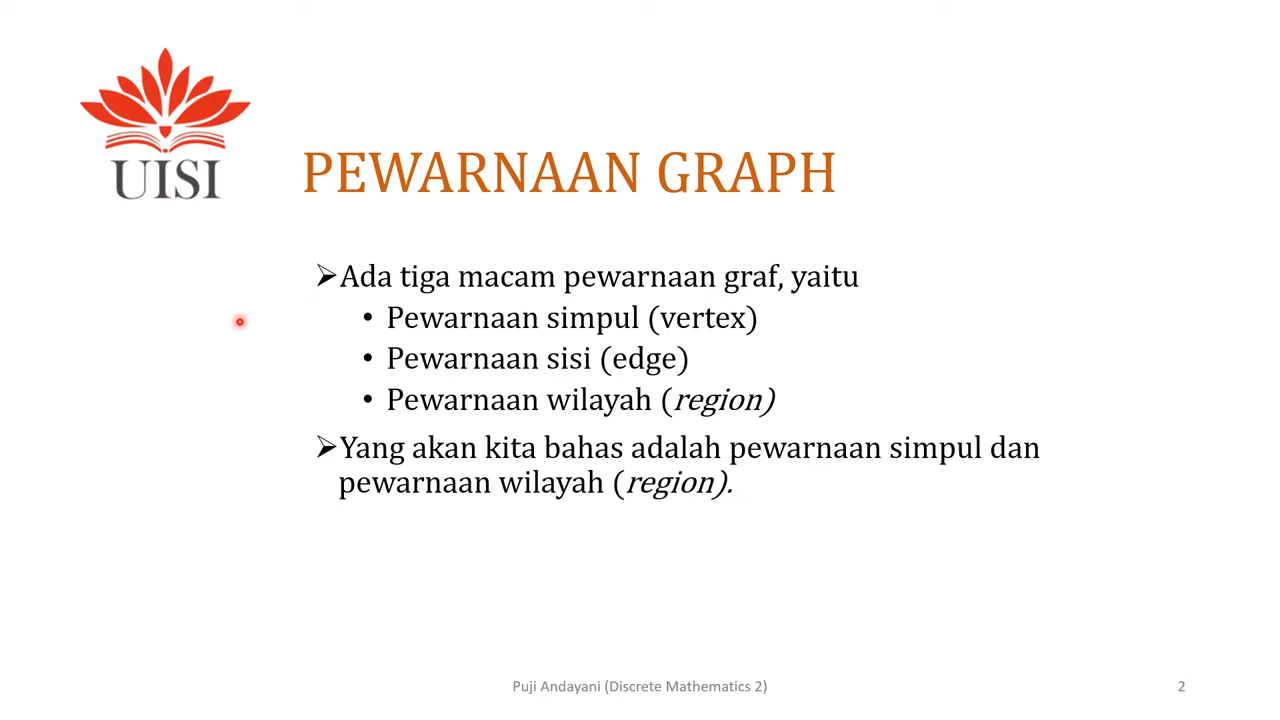 UISI
PEWARNAAN GRAPH
➢Ada tiga macam pewarnaan graf, yaitu
• Pewarnaan simpul (vertex)
• Pewarnaan sisi (edge)
• Pewarnaan wilayah (region)
➢Yang akan kita bahas adalah pewarnaan simpul dan
pewarnaan wilayah (region).
Puji Andayani (Discrete Mathematics 2)
2